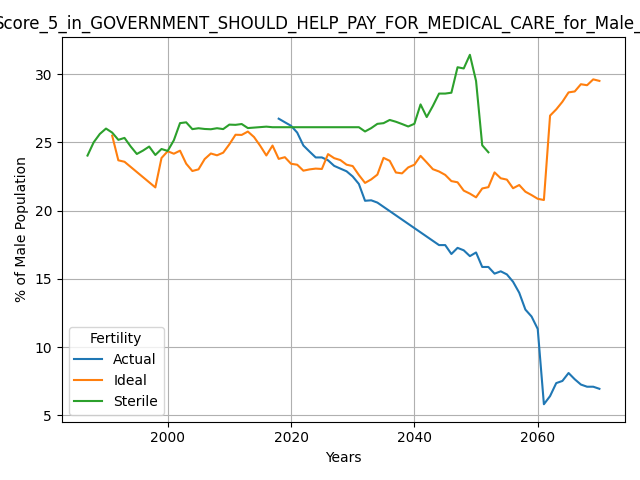 Score_5_in_GOVERNMENT_SHOULD_HELP_PAY_FOR_MEDICAL_CARE_for_Male_
30
25
20
15
10
5
% of Male Population
Fertility
Actual
Ideal
Sterile
2000 2020 2040 2060
Years